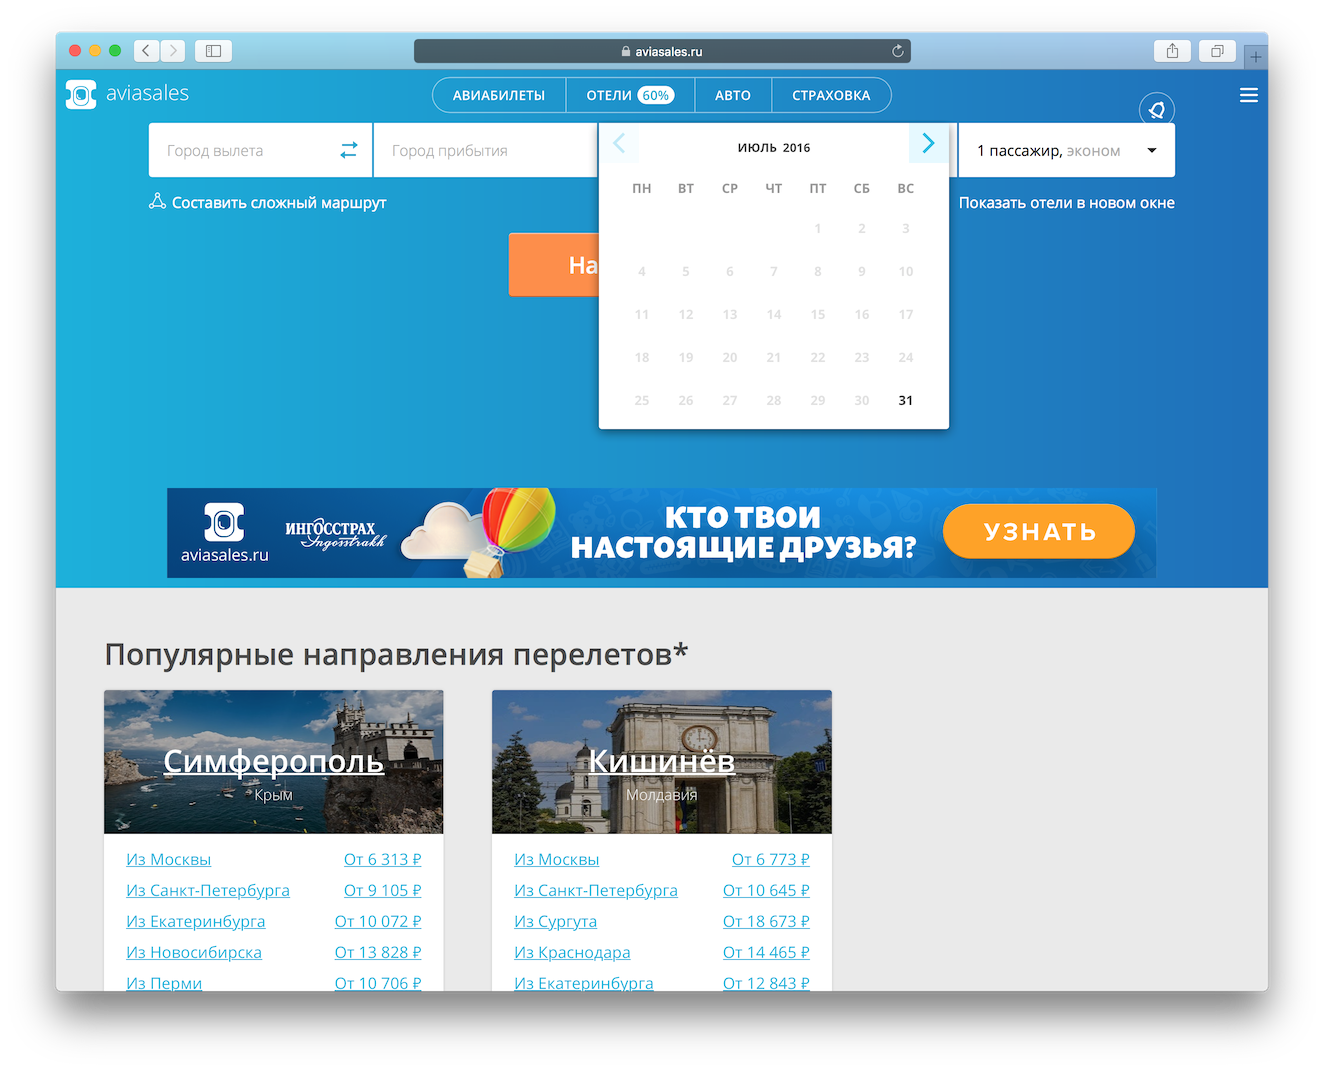 aviasales.ru
aviasales
АВИАБИЛЕТЫ
ОТЕЛИ 60%
АВТО
СТРАХОВКА
Город вылета
Город прибытия
1 пассажир, эконом
Составить сложный маршрут
Показать отели в новом окне
На
ИЮЛЬ 2016
ПН ВТ СР ЧТ ПТ СБ ВС
1 2 3
4 5 6 7 8 9 10
11 12 13 14 15 16 17
18 19 20 21 22 23 24
25 26 27 28 29 30 31
aviasales.ru
ИНГОССТРАХ
Ingosstrakh
КТО ТВОИ
НАСТОЯЩИЕ ДРУЗЬЯ?
УЗНАТЬ
Популярные направления перелетов*
Симферополь
Крым
Из Москвы От 6 313 ₽
Из Санкт-Петербурга От 9 105 ₽
Из Екатеринбурга От 10 072 ₽
Из Новосибирска От 13 828 ₽
Из Перми От 10 706 ₽
Кишинёв
Молдавия
Из Москвы От 6 773 ₽
Из Санкт-Петербурга От 10 645 ₽
Из Сургута От 18 673 ₽
Из Краснодара От 14 465 ₽
Из Екатеринбурга От 12 843 ₽